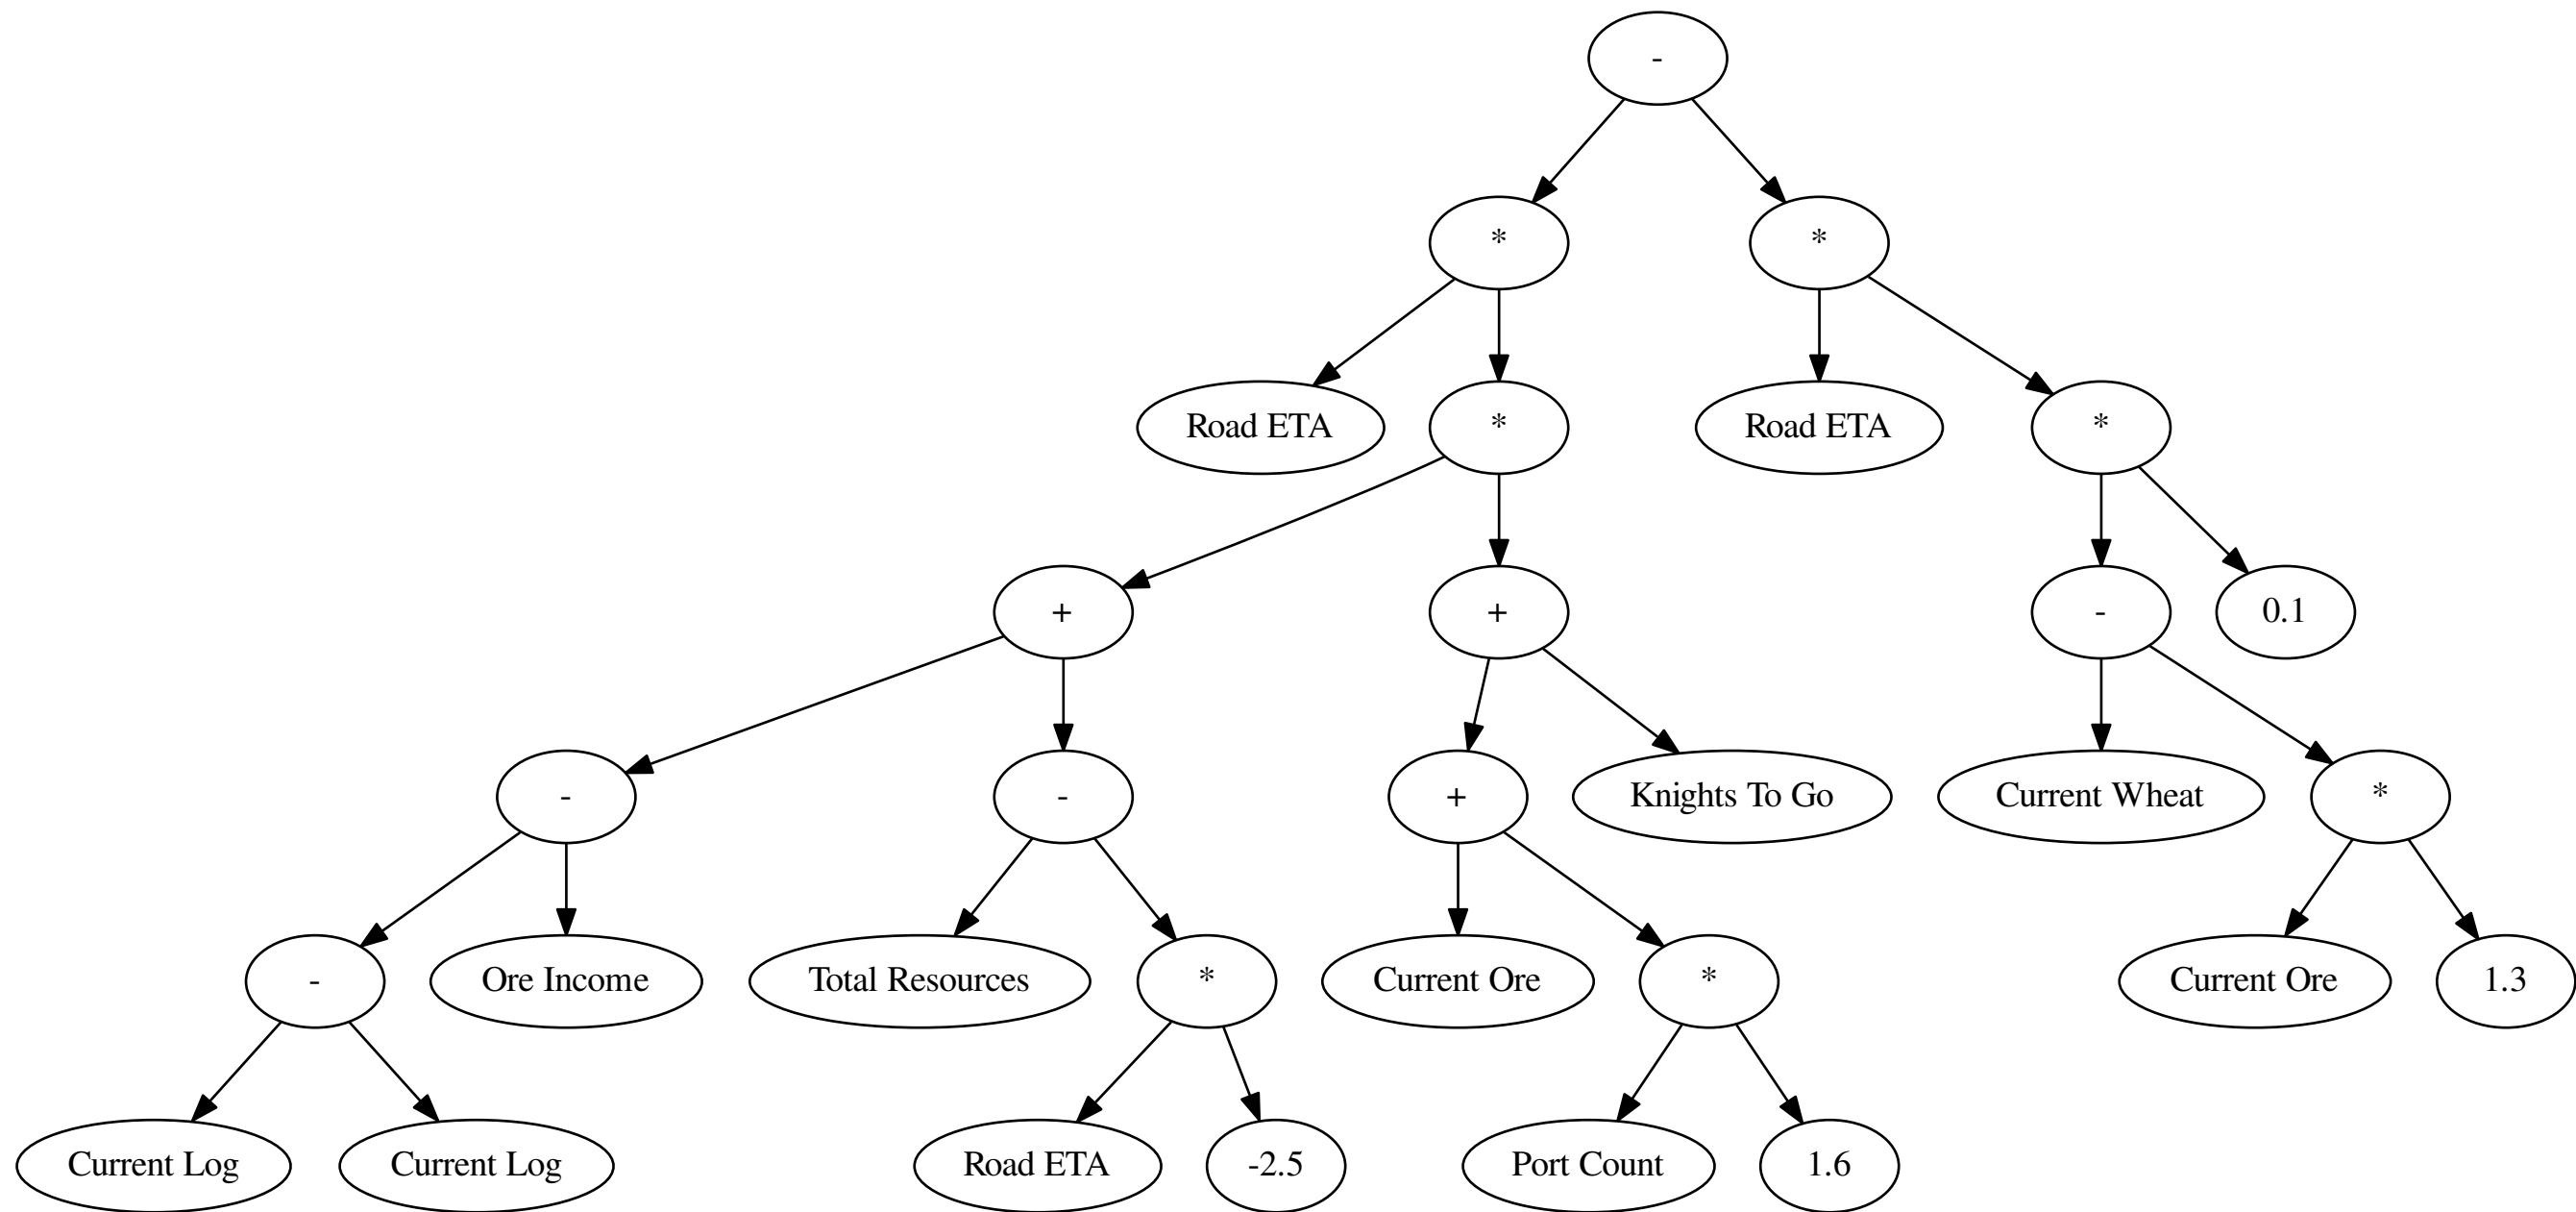 -
*
*
Road ETA
*
Road ETA
*
+
+
-
0.1
-
-
+
Knights To Go
Current Wheat
*
-
Ore Income
Total Resources
*
Current Ore
*
Current Ore
1.3
Current Log
Current Log
Road ETA
-2.5
Port Count
1.6